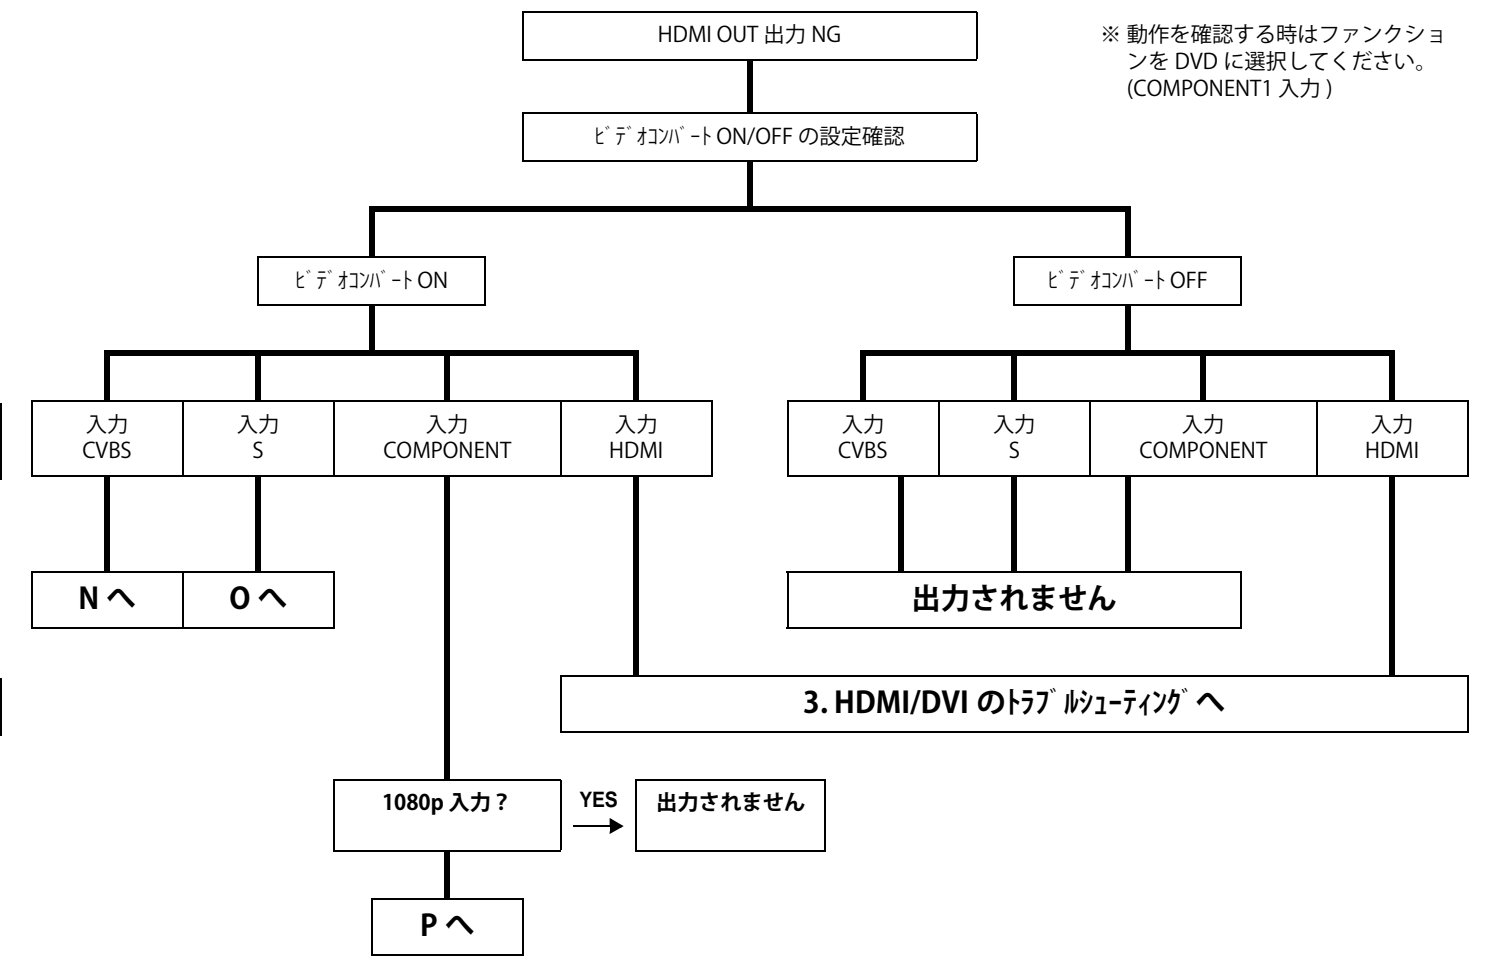 HDMI OUT 出力 NG
※ 動作を確認する時はファンクショ
ンを DVD に選択してください。
(COMPONENT1 入力 )
ﾋﾞﾃﾞｵｺﾝﾊﾞｰﾄ ON/OFF の設定確認
ﾋﾞﾃﾞｵｺﾝﾊﾞｰﾄ ON
ﾋﾞﾃﾞｵｺﾝﾊﾞｰﾄ OFF
入力
CVBS
入力
S
入力
COMPONENT
入力
HDMI
入力
CVBS
入力
S
入力
COMPONENT
入力
HDMI
N へ
O へ
出力されません
3. HDMI/DVI のﾄﾗﾌﾞﾙｼｭｰﾃｨﾝｸﾞ へ
1080p 入力？
YES
出力されません
P へ